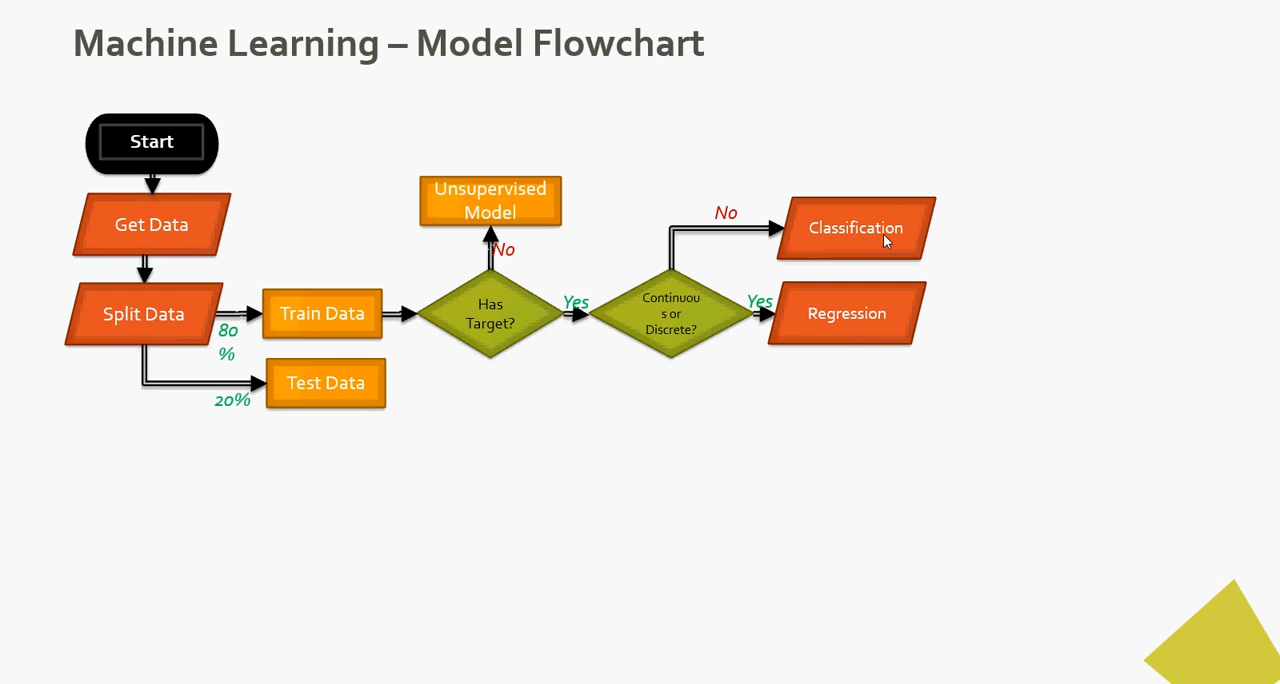 Machine Learning – Model Flowchart
Start
Get Data
Split Data
80
%
20%
Train Data
Test Data
Has
Target?
No
Unsupervised
Model
Yes
Continuou
s or
Discrete?
No
Classification
Yes
Regression